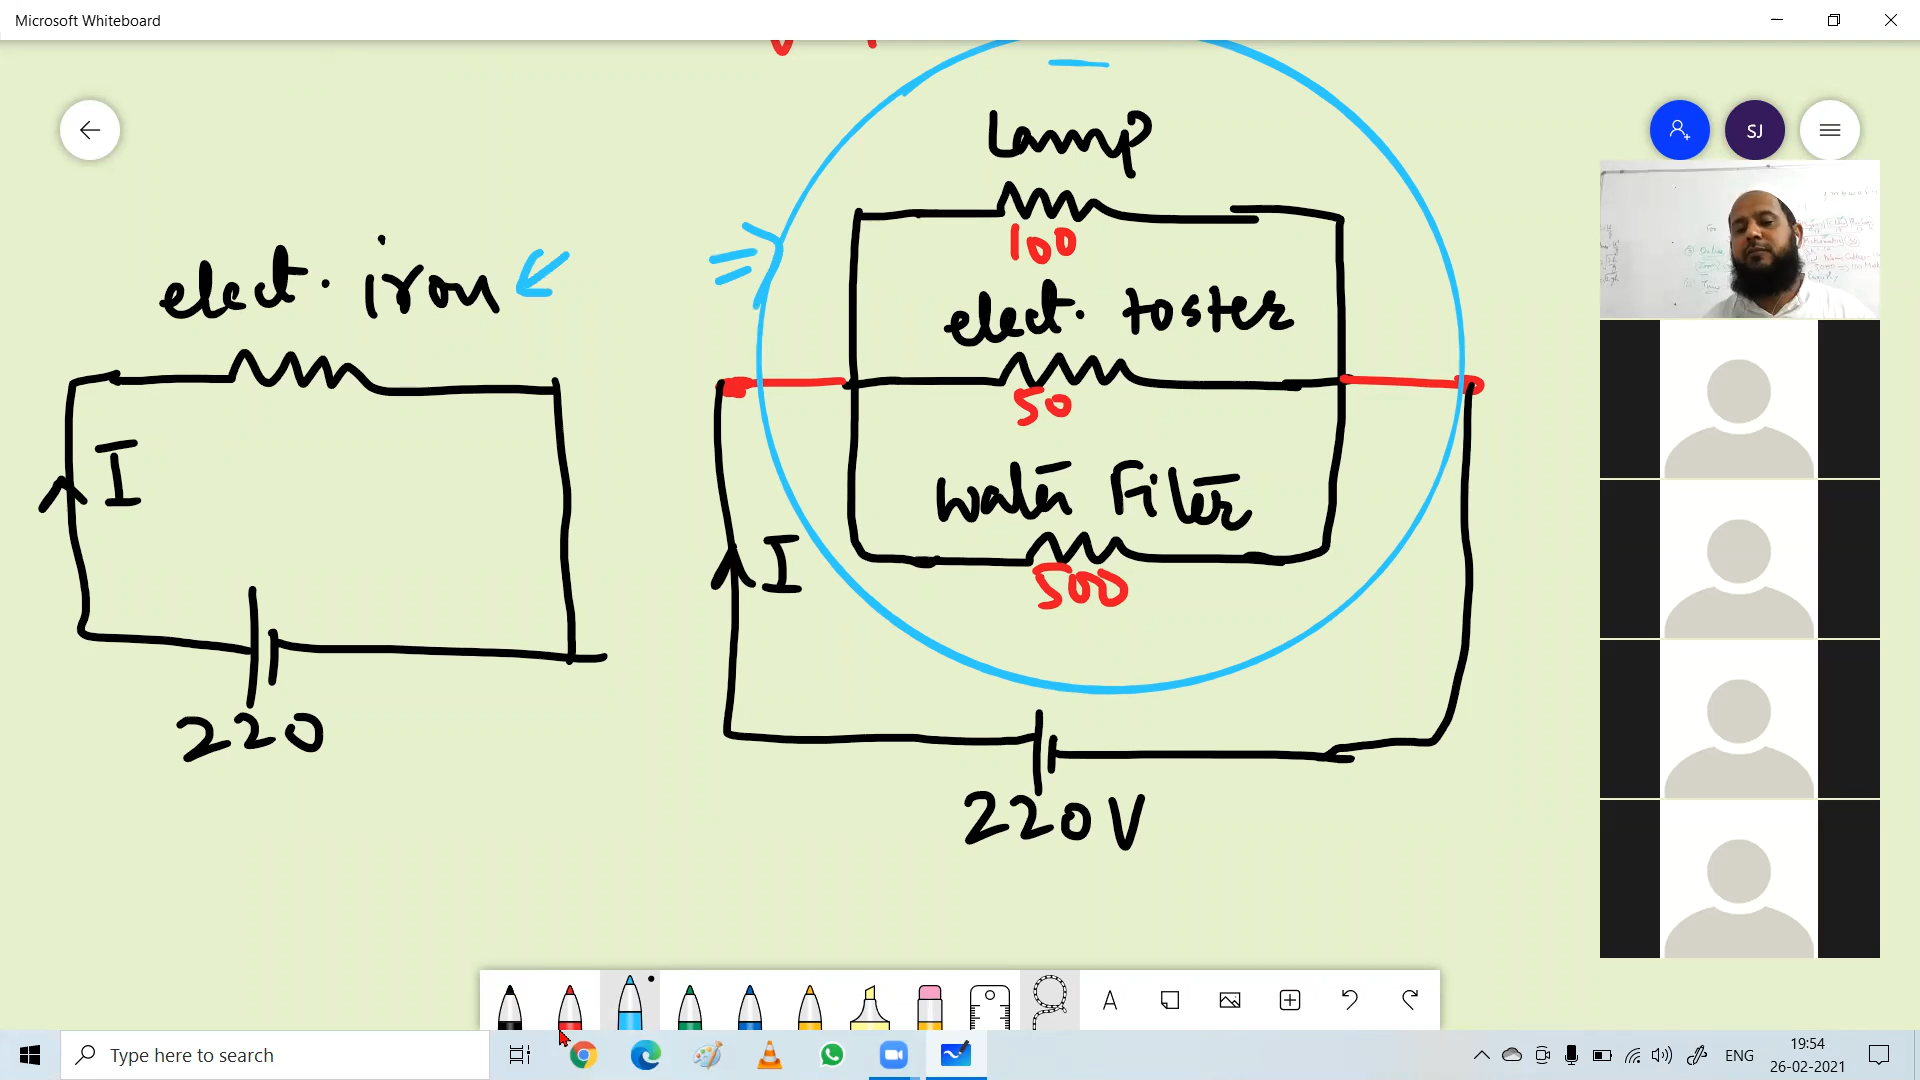 Microsoft Whiteboard
Lamp
100
elect. toster
50
water Filter
500
I
220V
elect. iron
I
220
SJ
A
Type here to search
ENG
19:54
26-02-2021